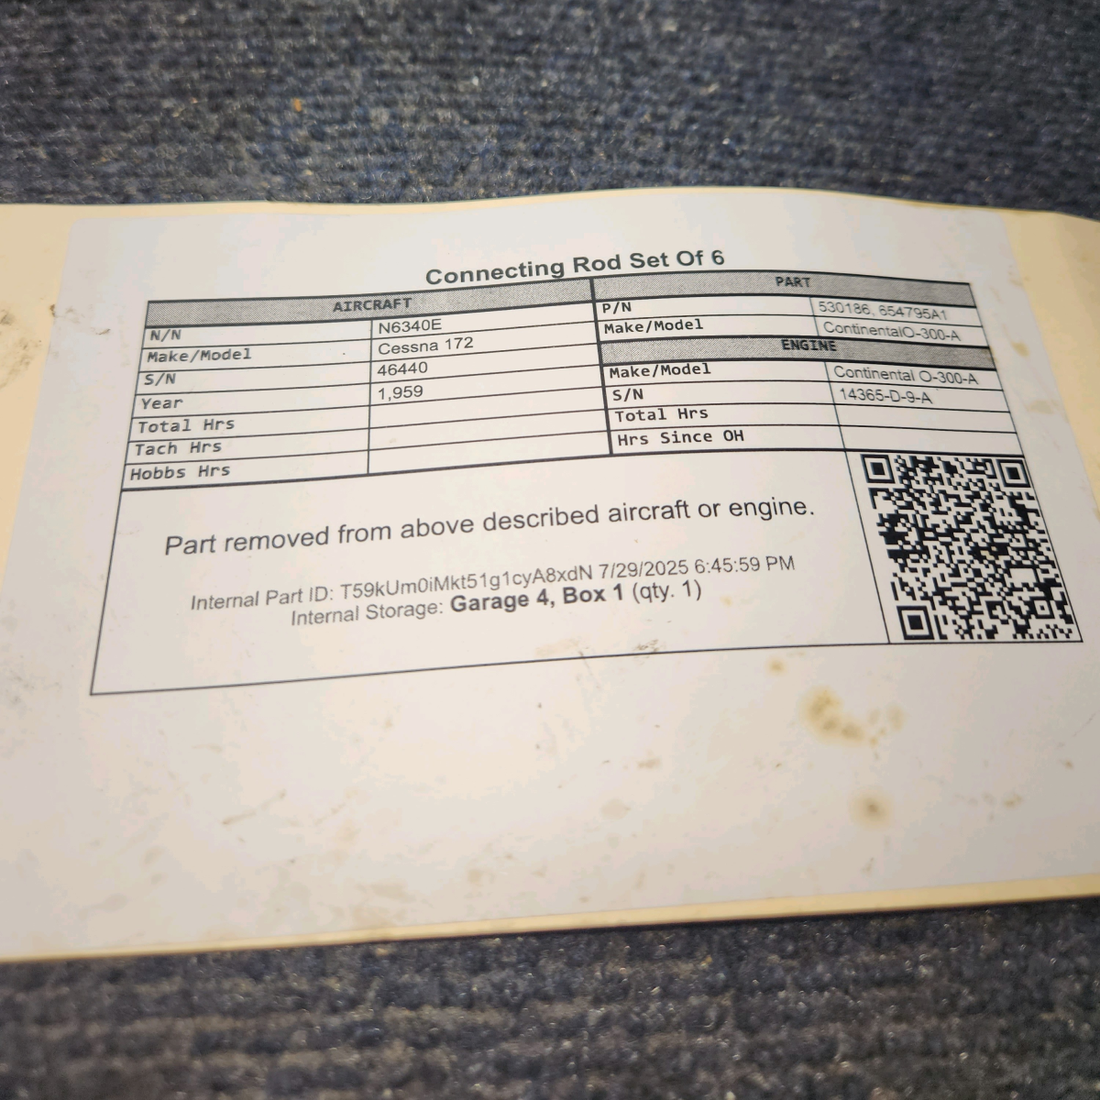 Connecting Rod Set Of 6
AIRCRAFT
N/N N6340E
Make/Model Cessna 172
S/N 46440
Year 1,959
Total Hrs
Tach Hrs
Hobbs Hrs
PART
P/N 530186, 654795A1
Make/Model ContinentalO-300-A
ENGINE
Make/Model Continental O-300-A
S/N 14365-D-9-A
Total Hrs
Hrs Since OH
Part removed from above described aircraft or engine.
Internal Part ID: T59kUm0iMkt51g1cyA8xdN 7/29/2025 6:45:59 PM
Internal Storage: Garage 4, Box 1 (qty. 1)